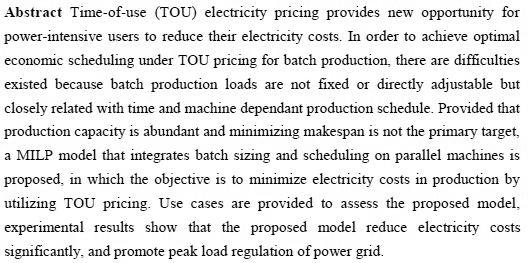 Abstract Time-of-use (TOU) electricity pricing provides new opportunity for
power-intensive users to reduce their electricity costs. In order to achieve optimal
economic scheduling under TOU pricing for batch production, there are difficulties
existed because batch production loads are not fixed or directly adjustable but
closely related with time and machine dependant production schedule. Provided that
production capacity is abundant and minimizing makespan is not the primary target,
a MILP model that integrates batch sizing and scheduling on parallel machines is
proposed, in which the objective is to minimize electricity costs in production by
utilizing TOU pricing. Use cases are provided to assess the proposed model,
experimental results show that the proposed model reduce electricity costs
significantly, and promote peak load regulation of power grid.